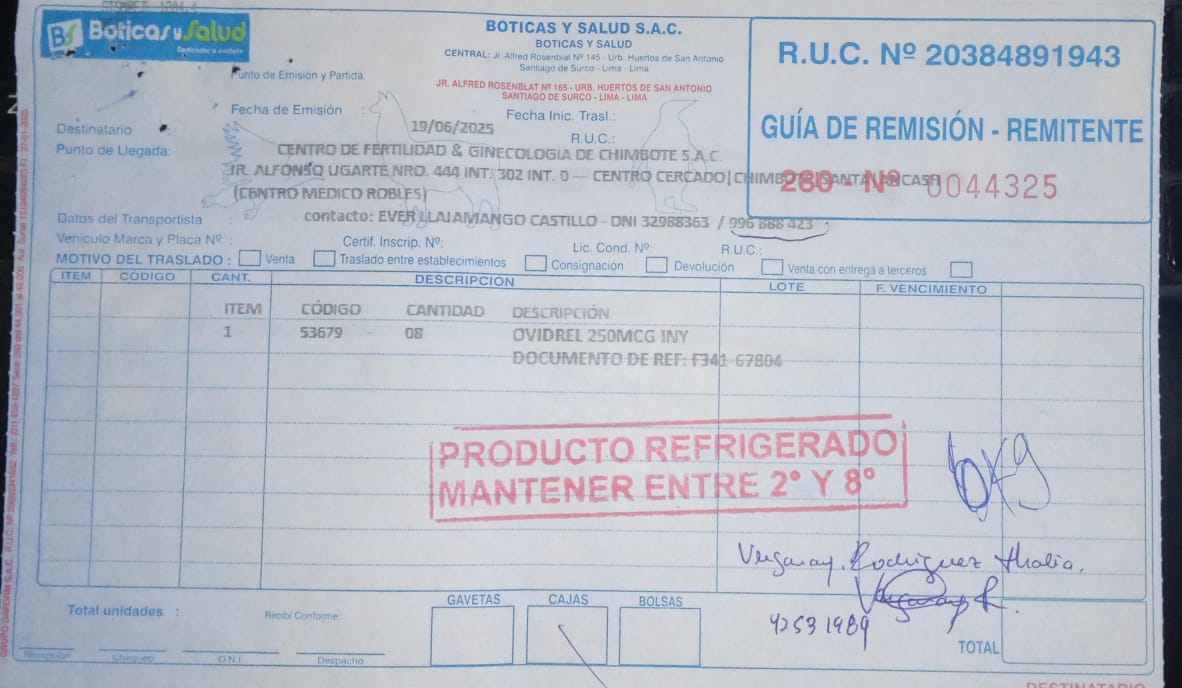 Boticas y Salud
Dedicados a cuidarte
BOTICAS Y SALUD S.A.C.
BOTICAS Y SALUD
CENTRAL: Jr. Alfred Rosenblat Nº 145 - Urb. Huertos de San Antonio
Santiago de Surco - Lima - Lima
JR. ALFRED ROSENBLAT Nº 165 - URB. HUERTOS DE SAN ANTONIO
SANTIAGO DE SURCO - LIMA - LIMA
R.U.C. Nº 20384891943
GUÍA DE REMISIÓN - REMITENTE
280 - Nº 0044325
Punto de Emisión y Partida:
Fecha de Emisión : 19/06/2025 Fecha Inic. Trasl.:
Destinatario : R.U.C.:
CENTRO DE FERTILIDAD & GINECOLOGIA DE CHIMBOTE S.A.C.
Punto de Llegada:
JR. ALFONSO UGARTE NRO. 444 INT. 302 INT. 0 — CENTRO CERCADO|CHIMBOTE|SANTA|ANCASH
(CENTRO MEDICO ROBLES)
Datos del Transportista : contacto: EVER LLAJAMANGO CASTILLO - DNI 32988363 / 996 888 423
Vehículo Marca y Placa Nº : Certif. Inscrip. Nº: Lic. Cond. Nº: R.U.C.:
MOTIVO DEL TRASLADO : Venta Traslado entre establecimientos Consignación Devolución Venta con entrega a terceros
ITEM CÓDIGO CANT. DESCRIPCIÓN LOTE F. VENCIMIENTO
ITEM CÓDIGO CANTIDAD DESCRIPCIÓN
1 53679 08 OVIDREL 250MCG INY
DOCUMENTO DE REF: F341-67804
PRODUCTO REFRIGERADO
MANTENER ENTRE 2º Y 8º
Rodriguez Thalia.
42531989
Total unidades : Recibí Conforme: GAVETAS CAJAS BOLSAS
TOTAL
Recepción Chequeo D.N.I. Despacho
DESTINATARIO